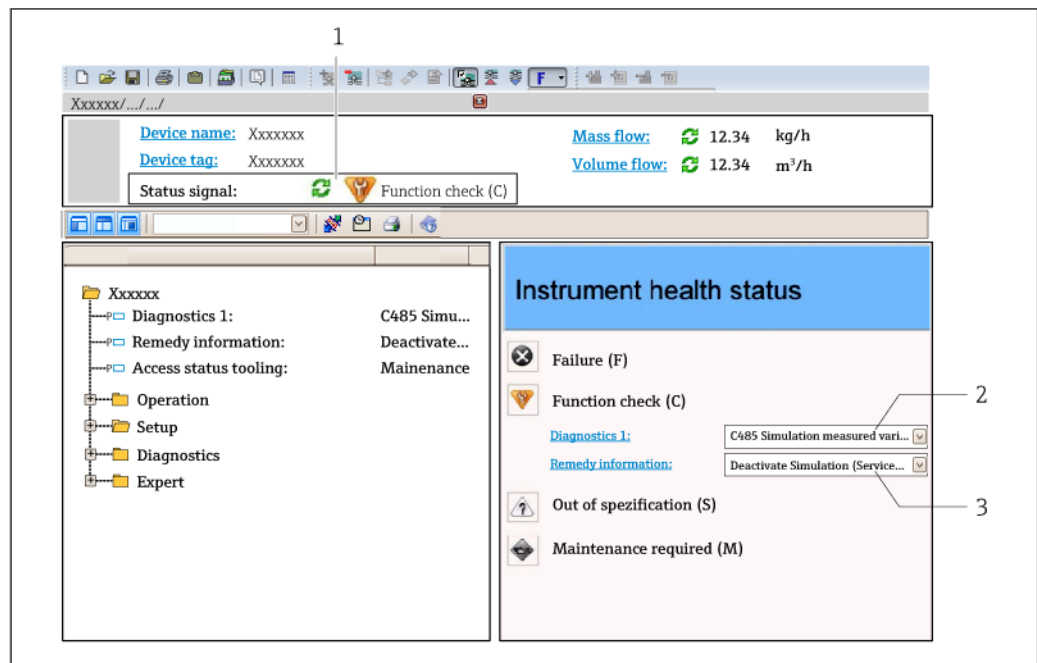 1
F
Xxxxxx/.../.../
Device name: Xxxxxxx
Mass flow: 12.34 kg/h
Device tag: Xxxxxxx
Volume flow: 12.34 m³/h
Status signal: Function check (C)
Xxxxxx
Diagnostics 1: C485 Simu...
Remedy information: Deactivate...
Access status tooling: Mainenance
Operation
Setup
Diagnostics
Expert
Instrument health status
Failure (F)
Function check (C)
Diagnostics 1: C485 Simulation measured vari...
2
Remedy information: Deactivate Simulation (Service...
3
Out of spezification (S)
Maintenance required (M)